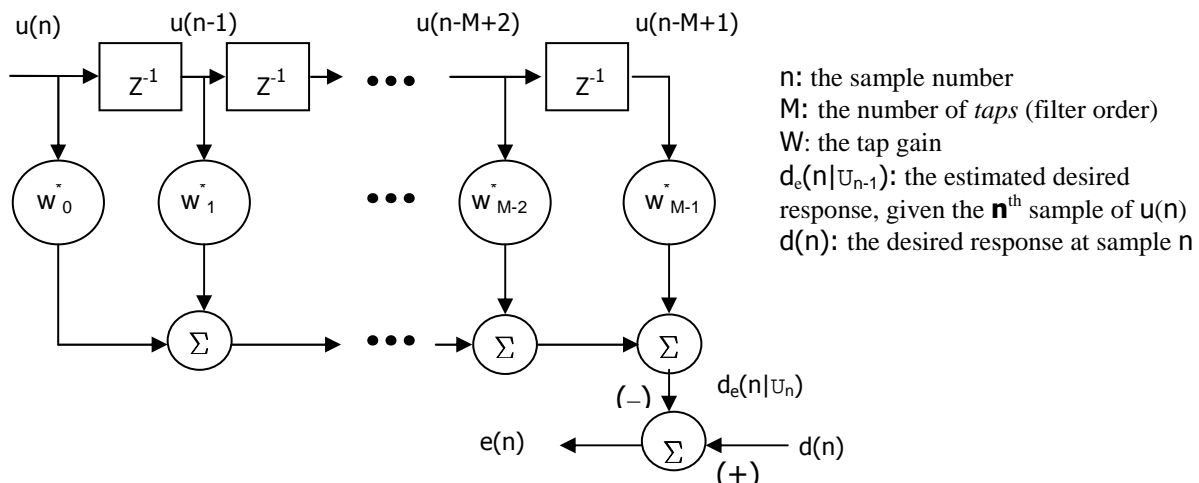 u(n) u(n-1) u(n-M+2) u(n-M+1)
Z⁻¹ Z⁻¹ ••• Z⁻¹
w*₀ w*₁ ••• w*M-2 w*M-1
Σ ••• Σ Σ
(−) dₑ(n|Uₙ)
e(n) Σ d(n)
(+)
n: the sample number
M: the number of taps (filter order)
W: the tap gain
dₑ(n|Uₙ₋₁): the estimated desired
response, given the nᵗʰ sample of u(n)
d(n): the desired response at sample n